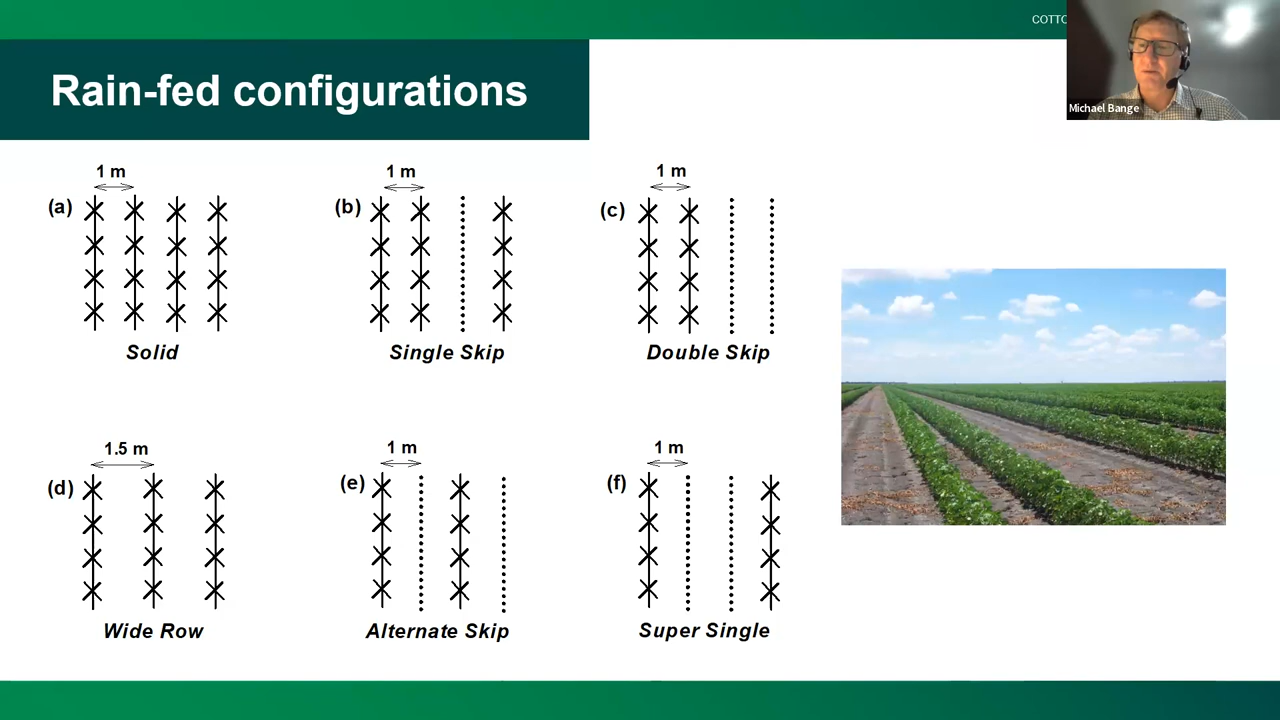 COTTO
Michael Bange
Rain-fed configurations
1 m
(a)
Solid
1 m
(b)
Single Skip
1 m
(c)
Double Skip
1.5 m
(d)
Wide Row
1 m
(e)
Alternate Skip
1 m
(f)
Super Single